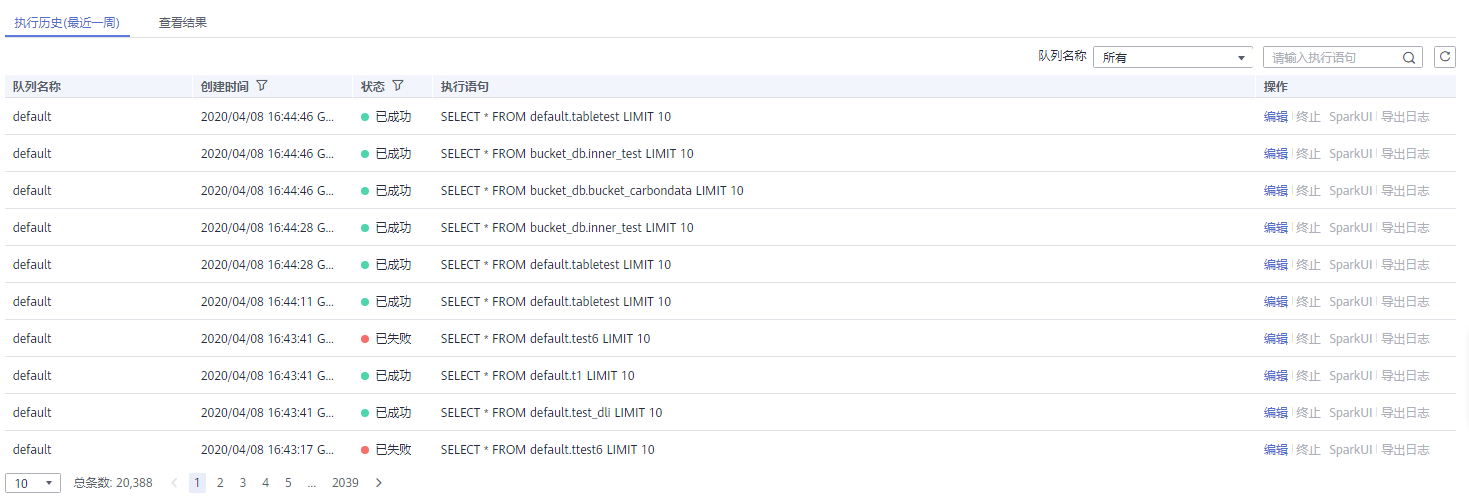 执行历史(最近一周) 查看结果
队列名称 所有 请输入执行语句
队列名称 创建时间 状态 执行语句 操作
default 2020/04/08 16:44:46 G... 已成功 SELECT * FROM default.tabletest LIMIT 10 编辑 终止 SparkUI 导出日志
default 2020/04/08 16:44:46 G... 已成功 SELECT * FROM bucket_db.inner_test LIMIT 10 编辑 终止 SparkUI 导出日志
default 2020/04/08 16:44:46 G... 已成功 SELECT * FROM bucket_db.bucket_carbondata LIMIT 10 编辑 终止 SparkUI 导出日志
default 2020/04/08 16:44:28 G... 已成功 SELECT * FROM bucket_db.inner_test LIMIT 10 编辑 终止 SparkUI 导出日志
default 2020/04/08 16:44:28 G... 已成功 SELECT * FROM default.tabletest LIMIT 10 编辑 终止 SparkUI 导出日志
default 2020/04/08 16:44:11 G... 已成功 SELECT * FROM default.tabletest LIMIT 10 编辑 终止 SparkUI 导出日志
default 2020/04/08 16:43:41 G... 已失败 SELECT * FROM default.test6 LIMIT 10 编辑 终止 SparkUI 导出日志
default 2020/04/08 16:43:41 G... 已成功 SELECT * FROM default.t1 LIMIT 10 编辑 终止 SparkUI 导出日志
default 2020/04/08 16:43:41 G... 已成功 SELECT * FROM default.test_dli LIMIT 10 编辑 终止 SparkUI 导出日志
default 2020/04/08 16:43:17 G... 已失败 SELECT * FROM default.ttest6 LIMIT 10 编辑 终止 SparkUI 导出日志
10 总条数: 20,388 < 1 2 3 4 5 ... 2039 >